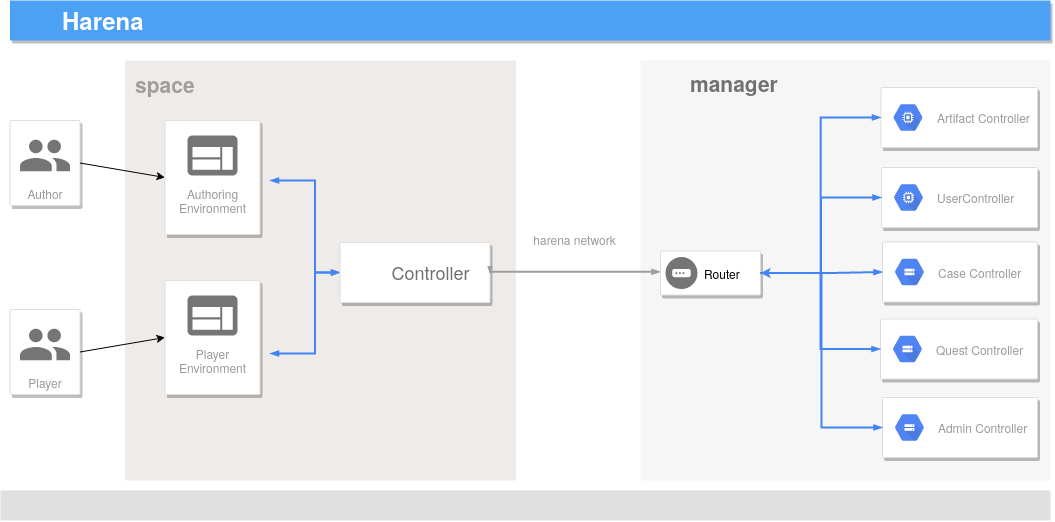 Harena
space
manager
Author
Authoring
Environment
Controller
Player
Player
Environment
harena network
Router
Artifact Controller
UserController
Case Controller
Quest Controller
Admin Controller